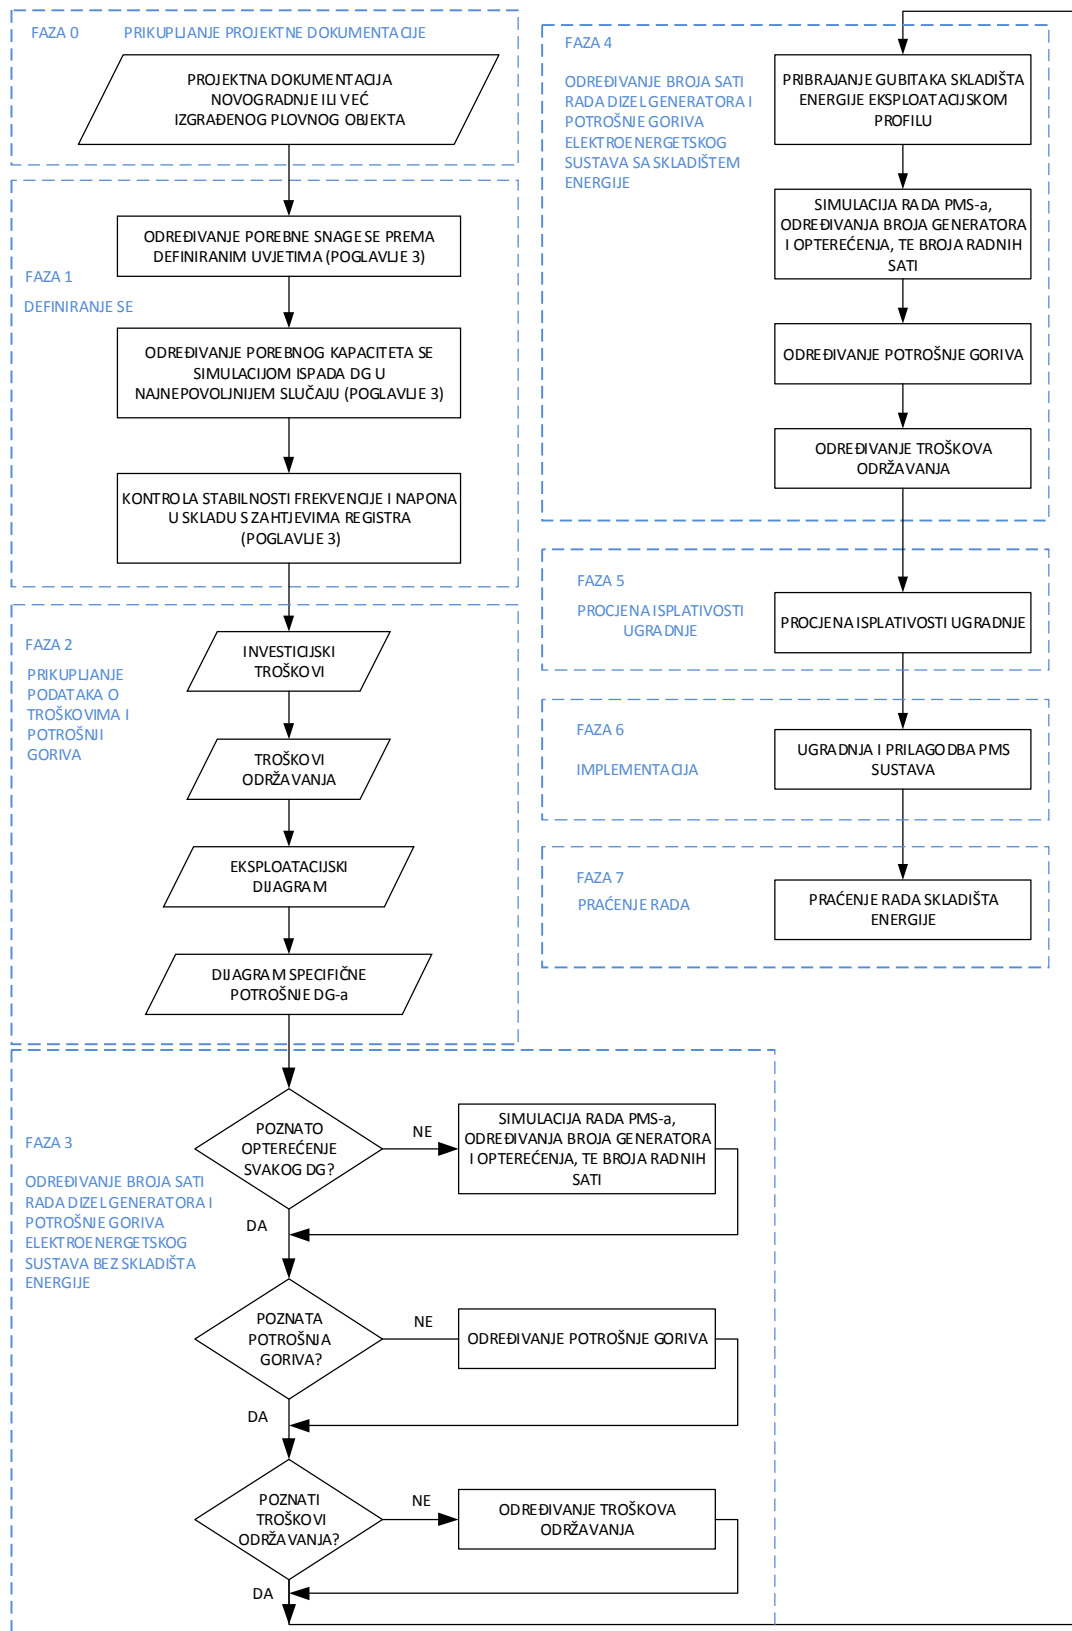 FAZA 0 PRIKUPLJANJE PROJEKTNE DOKUMENTACIJE
PROJEKTNA DOKUMENTACIJA
NOVOGRADNJE ILI VEĆ
IZGRAĐENOG PLOVNOG OBJEKTA
FAZA 1
DEFINIRANJE SE
ODREĐIVANJE POREBNE SNAGE SE PREMA
DEFINIRANIM UVJETIMA (POGLAVLJE 3)
ODREĐIVANJE POREBNOG KAPACITETA SE
SIMULACIJOM ISPADA DG U
NAJNEPOVOLJNIJEM SLUČAJU (POGLAVLJE 3)
KONTROLA STABILNOSTI FREKVENCIJE I NAPONA
U SKLADU S ZAHTJEVIMA REGISTRA
(POGLAVLJE 3)
FAZA 2
PRIKUPLJANJE
PODATAKA O
TROŠKOVIMA I
POTROŠNJI
GORIVA
INVESTICIJSKI
TROŠKOVI
TROŠKOVI
ODRŽAVANJA
EKSPLOATACIJSKI
DIJAGRAM
DIJAGRAM SPECIFIČNE
POTROŠNJE DG-a
FAZA 3
ODREĐIVANJE BROJA SATI
RADA DIZEL GENERATORA I
POTROŠNJE GORIVA
ELEKTROENERGETSKOG
SUSTAVA BEZ SKLADIŠTA
ENERGIJE
POZNATO
OPTEREĆENJE
SVAKOG DG?
NE
SIMULACIJA RADA PMS-a,
ODREĐIVANJA BROJA GENERATORA
I OPTEREĆENJA, TE BROJA RADNIH
SATI
DA
POZNATA
POTROŠNJA
GORIVA?
NE
ODREĐIVANJE POTROŠNJE GORIVA
DA
POZNATI
TROŠKOVI
ODRŽAVANJA?
NE
ODREĐIVANJE TROŠKOVA
ODRŽAVANJA
DA
FAZA 4
ODREĐIVANJE BROJA SATI
RADA DIZEL GENERATORA I
POTROŠNJE GORIVA
ELEKTROENERGETSKOG
SUSTAVA SA SKLADIŠTEM
ENERGIJE
PRIBRAJANJE GUBITAKA SKLADIŠTA
ENERGIJE EKSPLOATACIJSKOM
PROFILU
SIMULACIJA RADA PMS-a,
ODREĐIVANJA BROJA GENERATORA
I OPTEREĆENJA, TE BROJA RADNIH
SATI
ODREĐIVANJE POTROŠNJE GORIVA
ODREĐIVANJE TROŠKOVA
ODRŽAVANJA
FAZA 5
PROCJENA ISPLATIVOSTI
UGRADNJE
PROCJENA ISPLATIVOSTI UGRADNJE
FAZA 6
IMPLEMENTACIJA
UGRADNJA I PRILAGODBA PMS
SUSTAVA
FAZA 7
PRAĆENJE RADA
PRAĆENJE RADA SKLADIŠTA
ENERGIJE